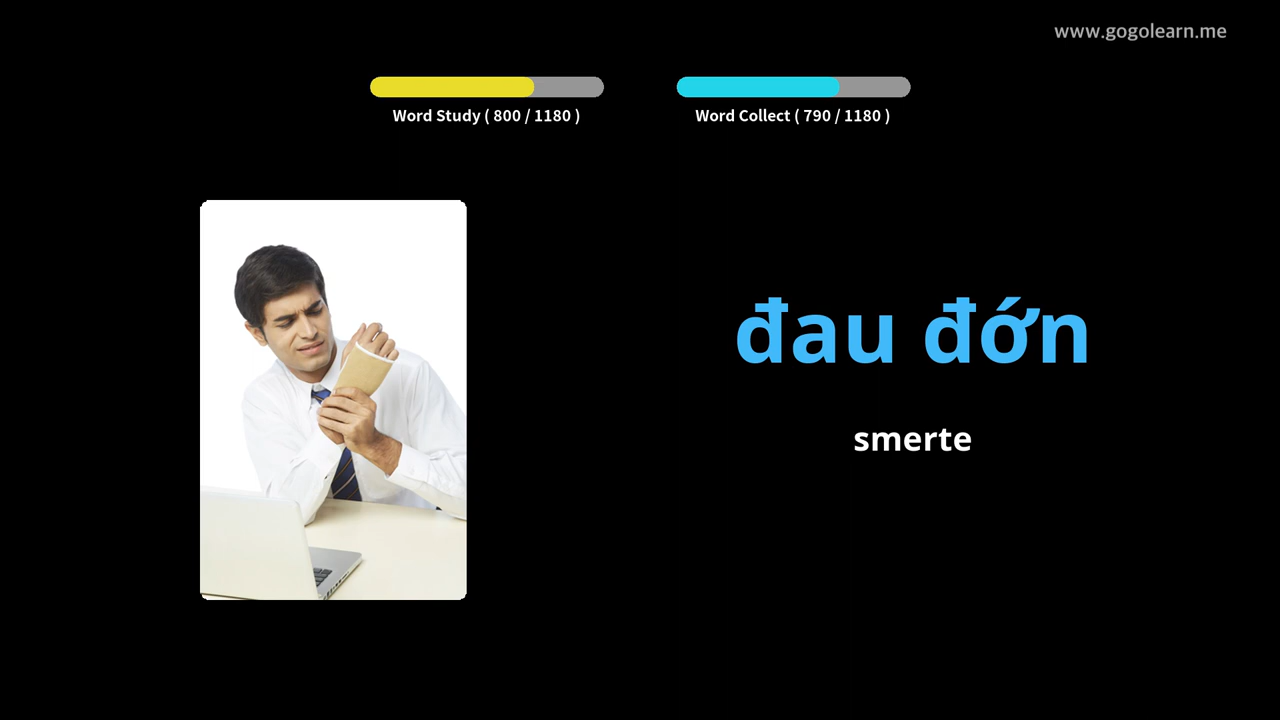 www.gogolearn.me
Word Study ( 800 / 1180 )
Word Collect ( 790 / 1180 )
đau đớn
smerte